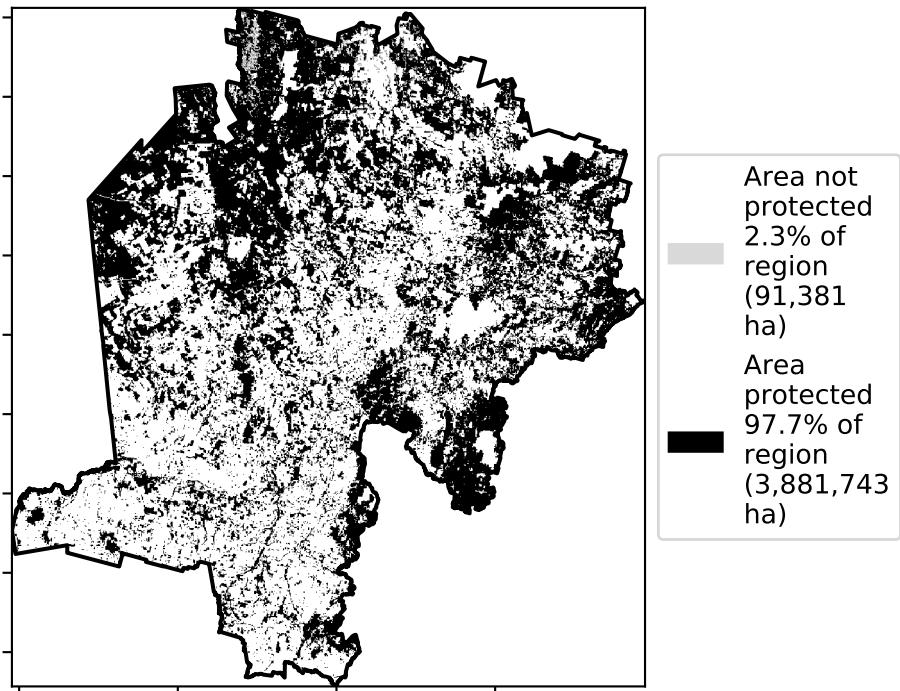 Area not
protected
2.3% of
region
(91,381
ha)
Area
protected
97.7% of
region
(3,881,743
ha)